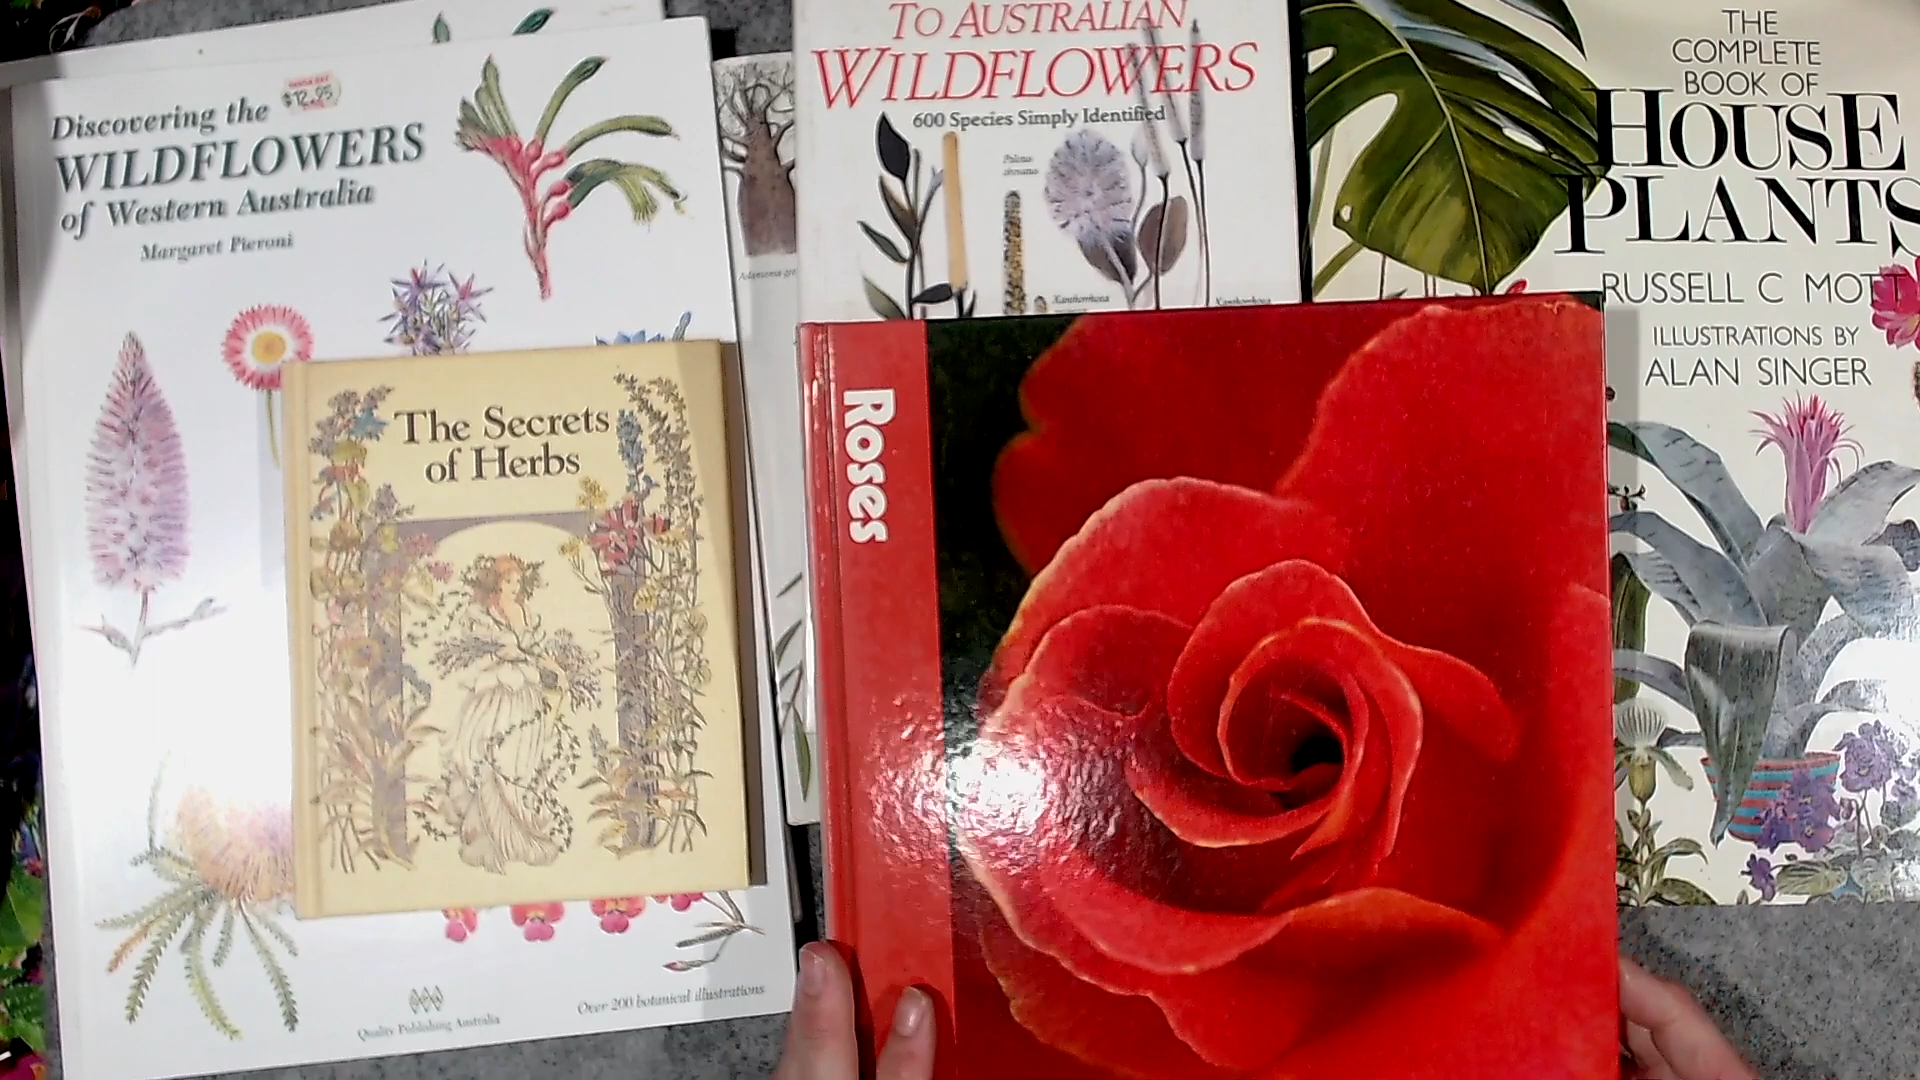 Discovering the
WILDFLOWERS
of Western Australia
Margaret Pieroni
$12.95
Quality Publishing Australia
Over 200 botanical illustrations
The Secrets
of Herbs
TO AUSTRALIAN
WILDFLOWERS
600 Species Simply Identified
Xanthorrhoea
Roses
THE
COMPLETE
BOOK OF
HOUSE
PLANTS
RUSSELL C MOTT
ILLUSTRATIONS BY
ALAN SINGER